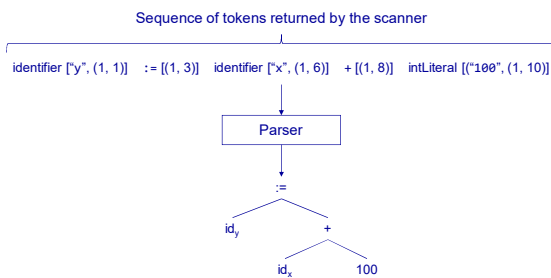 Sequence of tokens returned by the scanner
identifier [“y”, (1, 1)] := [(1, 3)] identifier [“x”, (1, 6)] + [(1, 8)] intLiteral [(“100”, (1, 10)]
Parser
:=
idy +
idx 100